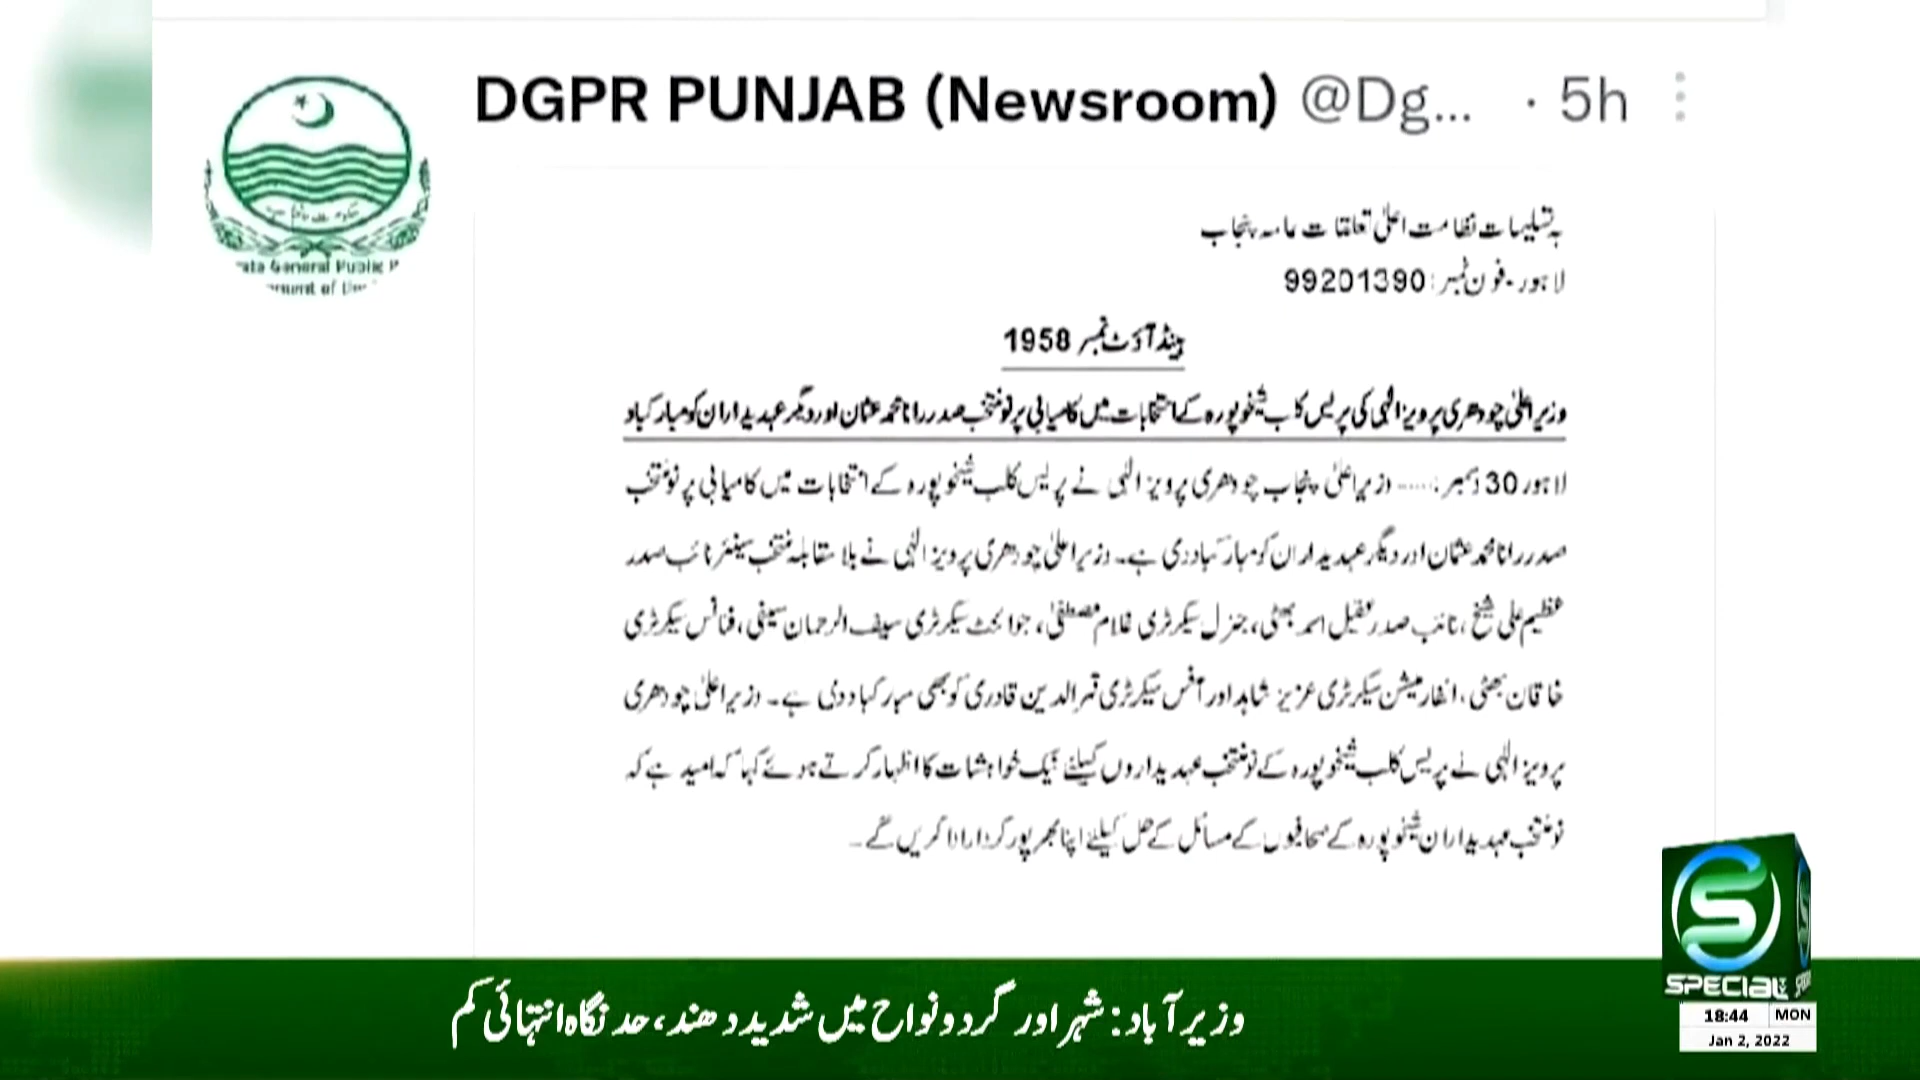 DGPR PUNJAB (Newsroom) @Dg... · 5h
بہ تسلیمات نظامت اعلیٰ تعلقات عامہ پنجاب
لاہور۔فون نمبر: 99201390
ہینڈ آؤٹ نمبر 1958
وزیراعلیٰ چودھری پرویز الٰہی کی پریس کلب شیخوپورہ کے انتخابات میں کامیابی پر نومنتخب صدر رانا محمد عثمان اور دیگر عہدیداران کو مبارکباد
لاہور30 دسمبر:..... وزیراعلیٰ پنجاب چودھری پرویز الٰہی نے پریس کلب شیخوپورہ کے انتخابات میں کامیابی پر نومنتخب
صدر رانا محمد عثمان اور دیگر عہدیداران کو مبارکباد دی ہے۔ وزیراعلیٰ چودھری پرویز الٰہی نے بلا مقابلہ منتخب سینئر نائب صدر
عظیم علی شیخ، نائب صدر عقیل اسمر بھٹی، جنرل سیکرٹری غلام مصطفیٰ، جوائنٹ سیکرٹری سیف الرحمان سیفی، فنانس سیکرٹری
خاقان بھٹی، انفارمیشن سیکرٹری عزیز شاہد اور آفس سیکرٹری قمر الدین قادری کو بھی مبارکباد دی ہے۔ وزیراعلیٰ چودھری
پرویز الٰہی نے پریس کلب شیخوپورہ کے نومنتخب عہدیداروں کیلئے نیک خواہشات کا اظہار کرتے ہوئے کہا کہ امید ہے کہ
نومنتخب عہدیداران شیخوپورہ کے صحافیوں کے مسائل کے حل کیلئے اپنا بھرپور کردار ادا کریں گے۔
SPECIAL
وزیرآباد: شہر اور گردونواح میں شدید دھند، حد نگاہ انتہائی کم
18:44 MON
Jan 2, 2022